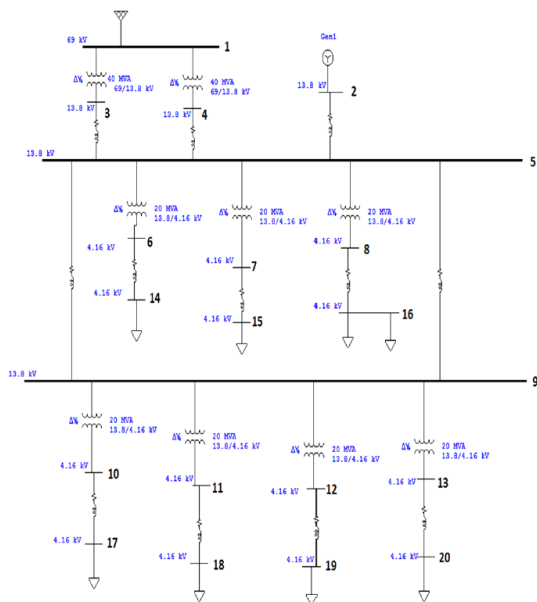 Gen1
69 kV
1
ΔY
40 MVA
69/13.8 kV
ΔY
40 MVA
69/13.8 kV
13.8 kV
2
13.8 kV
3
13.8 kV
4
13.8 kV
5
ΔY
20 MVA
13.8/4.16 kV
ΔY
20 MVA
13.8/4.16 kV
ΔY
20 MVA
13.8/4.16 kV
4.16 kV
6
4.16 kV
7
4.16 kV
8
4.16 kV
14
4.16 kV
15
4.16 kV
16
13.8 kV
9
ΔY
20 MVA
13.8/4.16 kV
ΔY
20 MVA
13.8/4.16 kV
ΔY
20 MVA
13.8/4.16 kV
ΔY
20 MVA
13.8/4.16 kV
4.16 kV
10
4.16 kV
11
4.16 kV
12
4.16 kV
13
4.16 kV
17
4.16 kV
18
4.16 kV
19
4.16 kV
20